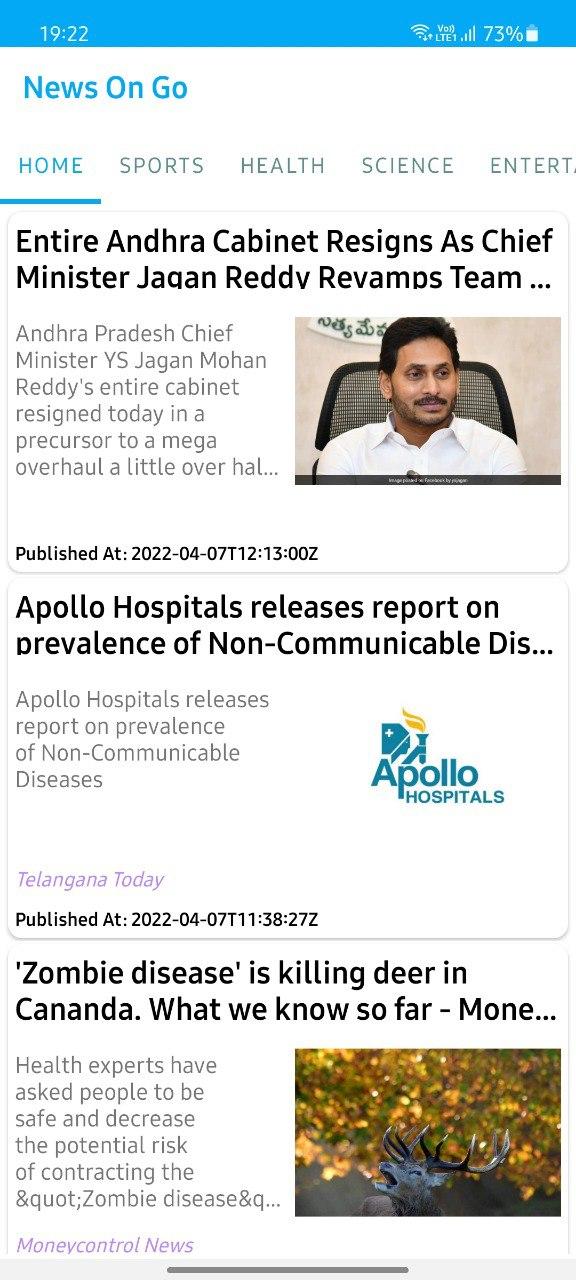 19:22
Vo))
LTE1
73%
News On Go
HOME SPORTS HEALTH SCIENCE ENTERTA
Entire Andhra Cabinet Resigns As Chief
Minister Jagan Reddy Revamps Team ...
Andhra Pradesh Chief
Minister YS Jagan Mohan
Reddy's entire cabinet
resigned today in a
precursor to a mega
overhaul a little over hal...
सत्यमेव
Image posted on Facebook by ysjagan
Published At: 2022-04-07T12:13:00Z
Apollo Hospitals releases report on
prevalence of Non-Communicable Dis...
Apollo Hospitals releases
report on prevalence
of Non-Communicable
Diseases
Apollo
HOSPITALS
Telangana Today
Published At: 2022-04-07T11:38:27Z
'Zombie disease' is killing deer in
Cananda. What we know so far - Mone...
Health experts have
asked people to be
safe and decrease
the potential risk
of contracting the
&quot;Zombie disease&q...
Moneycontrol News